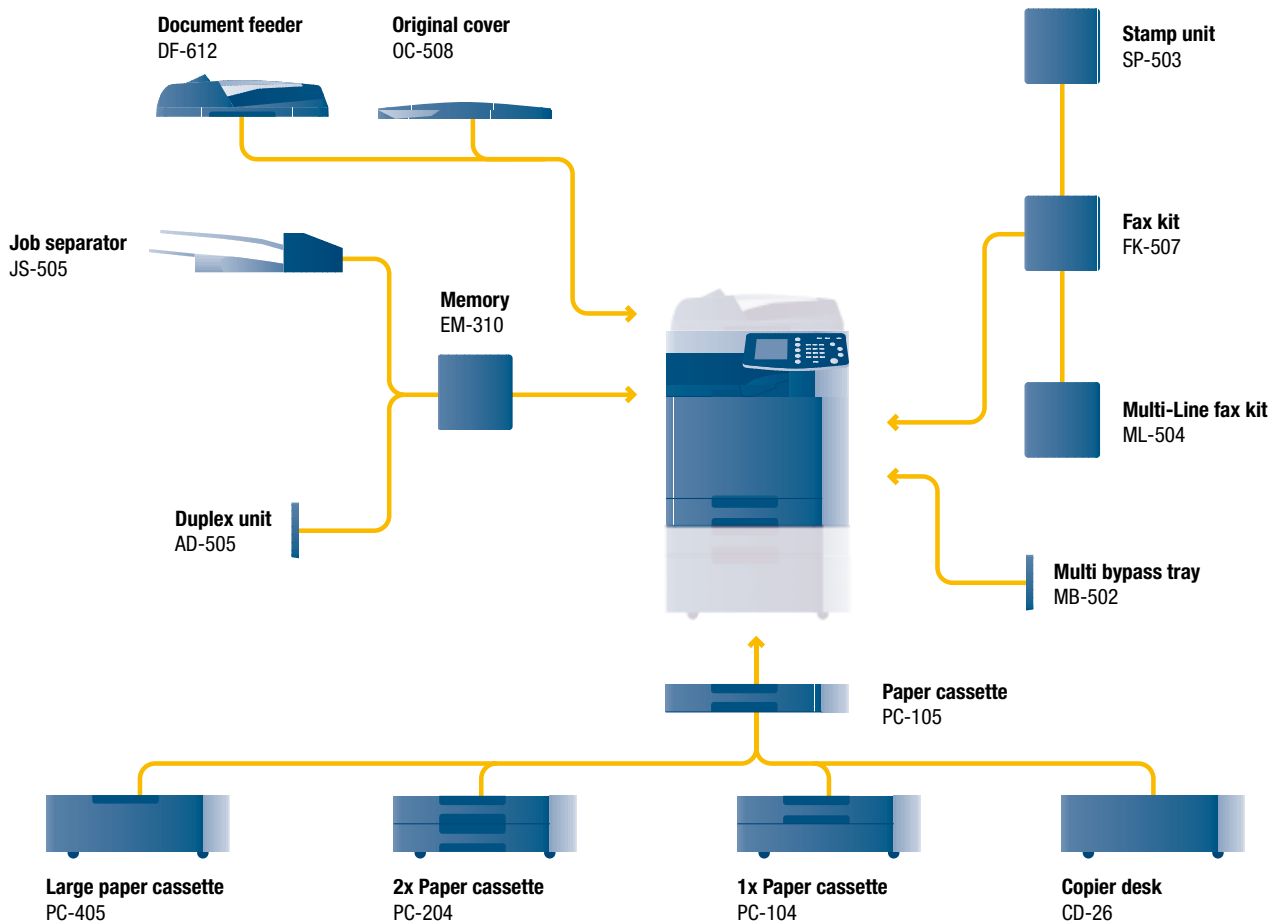 Document feeder
DF-612
Original cover
OC-508
Stamp unit
SP-503
Job separator
JS-505
Fax kit
FK-507
Memory
EM-310
Multi-Line fax kit
ML-504
Duplex unit
AD-505
Multi bypass tray
MB-502
Paper cassette
PC-105
Large paper cassette
PC-405
2x Paper cassette
PC-204
1x Paper cassette
PC-104
Copier desk
CD-26